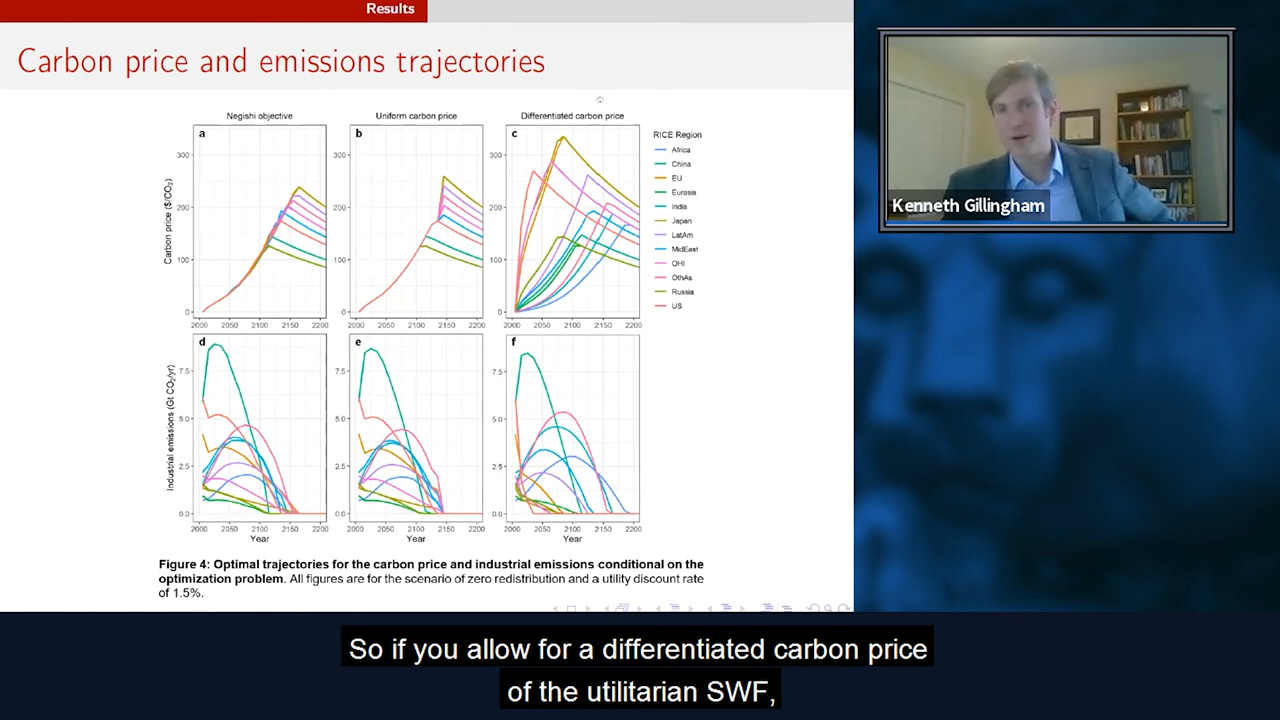 Results
Carbon price and emissions trajectories
Negishi objective
Uniform carbon price
Differentiated carbon price
a
b
c
RICE Region
Africa
China
EU
Eurasia
India
Japan
LatAm
MidEast
OHI
OthAs
Russia
US
Carbon price ($/CO₂)
300
200
100
0
300
200
100
0
300
200
100
0
2000 2050 2100 2150 2200
2000 2050 2100 2150 2200
2000 2050 2100 2150 2200
d
e
f
Industrial emissions (Gt CO₂/yr)
7.5
5.0
2.5
0.0
7.5
5.0
2.5
0.0
7.5
5.0
2.5
0.0
2000 2050 2100 2150 2200
2000 2050 2100 2150 2200
2000 2050 2100 2150 2200
Year
Year
Year
Figure 4: Optimal trajectories for the carbon price and industrial emissions conditional on the
optimization problem. All figures are for the scenario of zero redistribution and a utility discount rate
of 1.5%.
Kenneth Gillingham
So if you allow for a differentiated carbon price
of the utilitarian SWF,